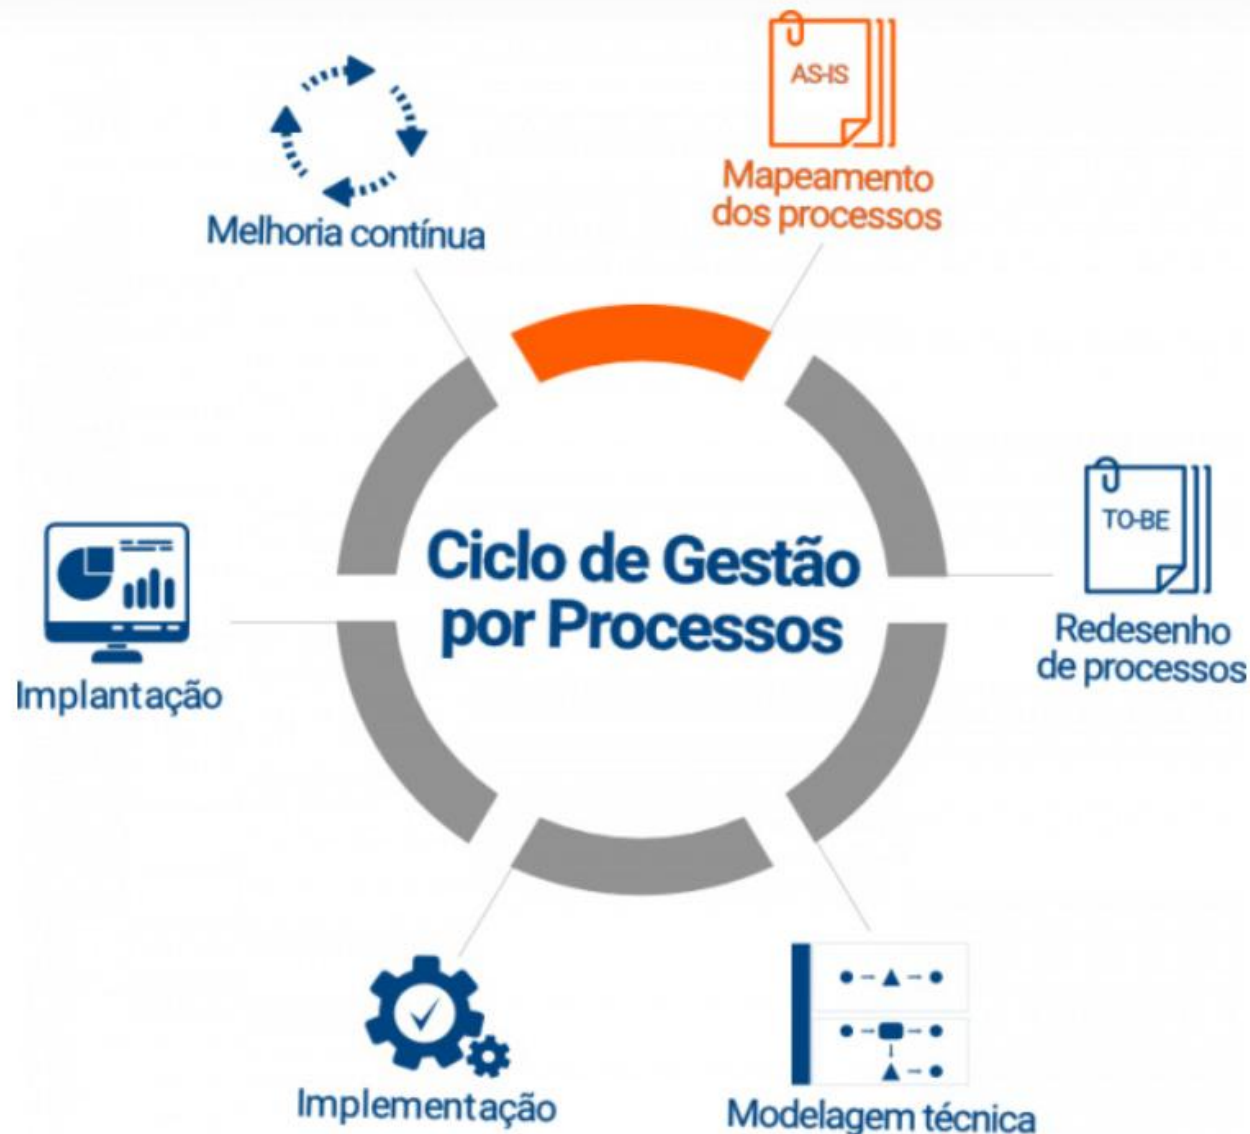 Ciclo de Gestão
por Processos
AS-IS
Mapeamento
dos processos
TO-BE
Redesenho
de processos
Modelagem técnica
Implementação
Implantação
Melhoria contínua